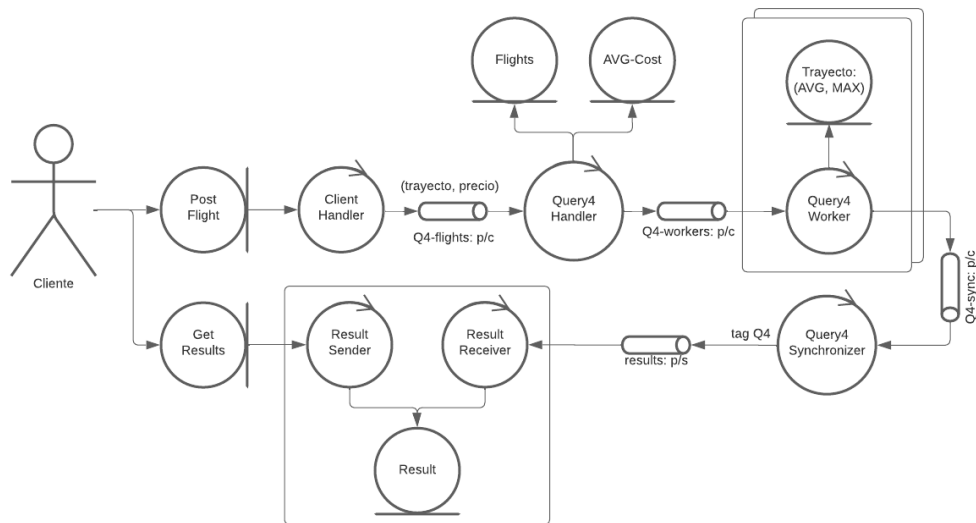 Flights
AVG-Cost
Trayecto:
(AVG, MAX)
Cliente
Post
Flight
Client
Handler
(trayecto, precio)
Q4-flights: p/c
Query4
Handler
Q4-workers: p/c
Query4
Worker
Q4-sync: p/c
Get
Results
Result
Sender
Result
Receiver
results: p/s
tag Q4
Query4
Synchronizer
Result